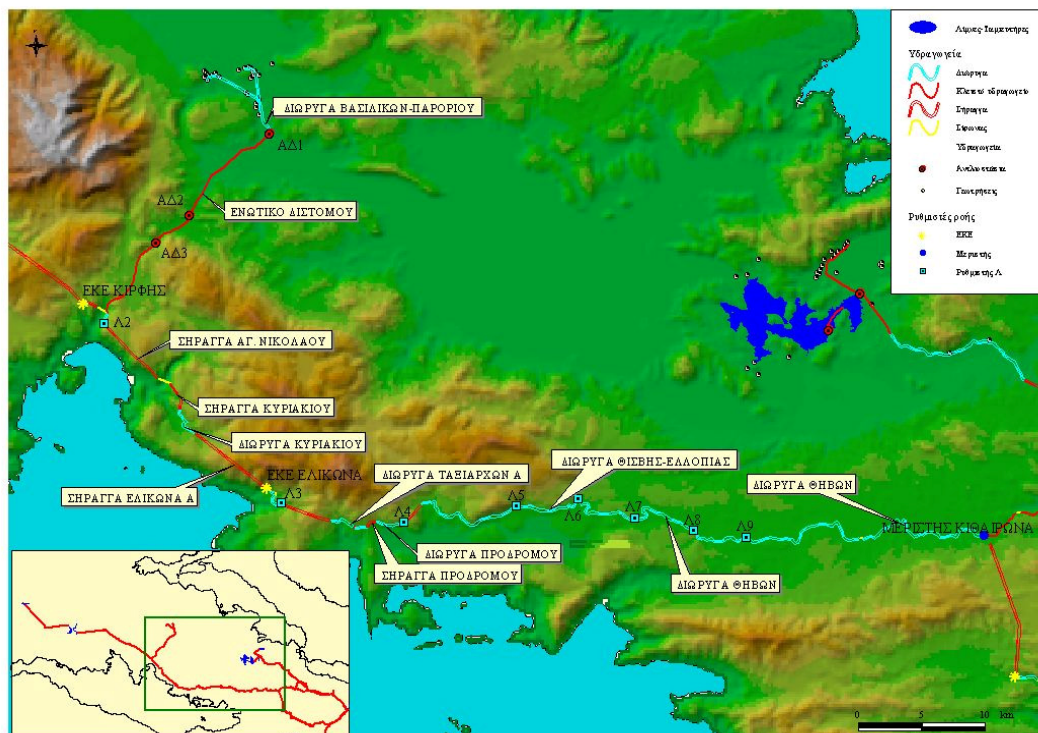 Λίμνες-Ταμιευτήρες
Υδραγωγεία
Διώρυγα
Κλειστό υδραγωγείο
Σήραγγα
Σίφωνας
Υδραγωγεία
Αντλιοστάσια
Γεωτρήσεις
Ρυθμιστές ροής
ΕΚΕ
Μεριστής
Ρυθμιστής Λ
ΔΙΩΡΥΓΑ ΒΑΣΙΛΙΚΩΝ-ΠΑΡΟΡΙΟΥ
ΑΔ1
ΑΔ2
ΕΝΩΤΙΚΟ ΔΙΣΤΟΜΟΥ
ΑΔ3
ΕΚΕ ΚΙΡΦΗΣ
Λ2
ΣΗΡΑΓΓΑ ΑΓ. ΝΙΚΟΛΑΟΥ
ΣΗΡΑΓΓΑ ΚΥΡΙΑΚΙΟΥ
ΔΙΩΡΥΓΑ ΚΥΡΙΑΚΙΟΥ
ΕΚΕ ΕΛΙΚΩΝΑ
ΣΗΡΑΓΓΑ ΕΛΙΚΩΝΑ Α
Λ3
ΔΙΩΡΥΓΑ ΤΑΞΙΑΡΧΩΝ Α
ΔΙΩΡΥΓΑ ΘΙΣΒΗΣ-ΕΛΛΟΠΙΑΣ
ΔΙΩΡΥΓΑ ΘΗΒΩΝ
Λ4
Λ5
Λ6
Λ7
Λ8
Λ9
ΜΕΡΙΣΤΗΣ ΚΙΘΑΙΡΩΝΑ
ΔΙΩΡΥΓΑ ΠΡΟΔΡΟΜΟΥ
ΣΗΡΑΓΓΑ ΠΡΟΔΡΟΜΟΥ
ΔΙΩΡΥΓΑ ΘΗΒΩΝ
0 5 10
km